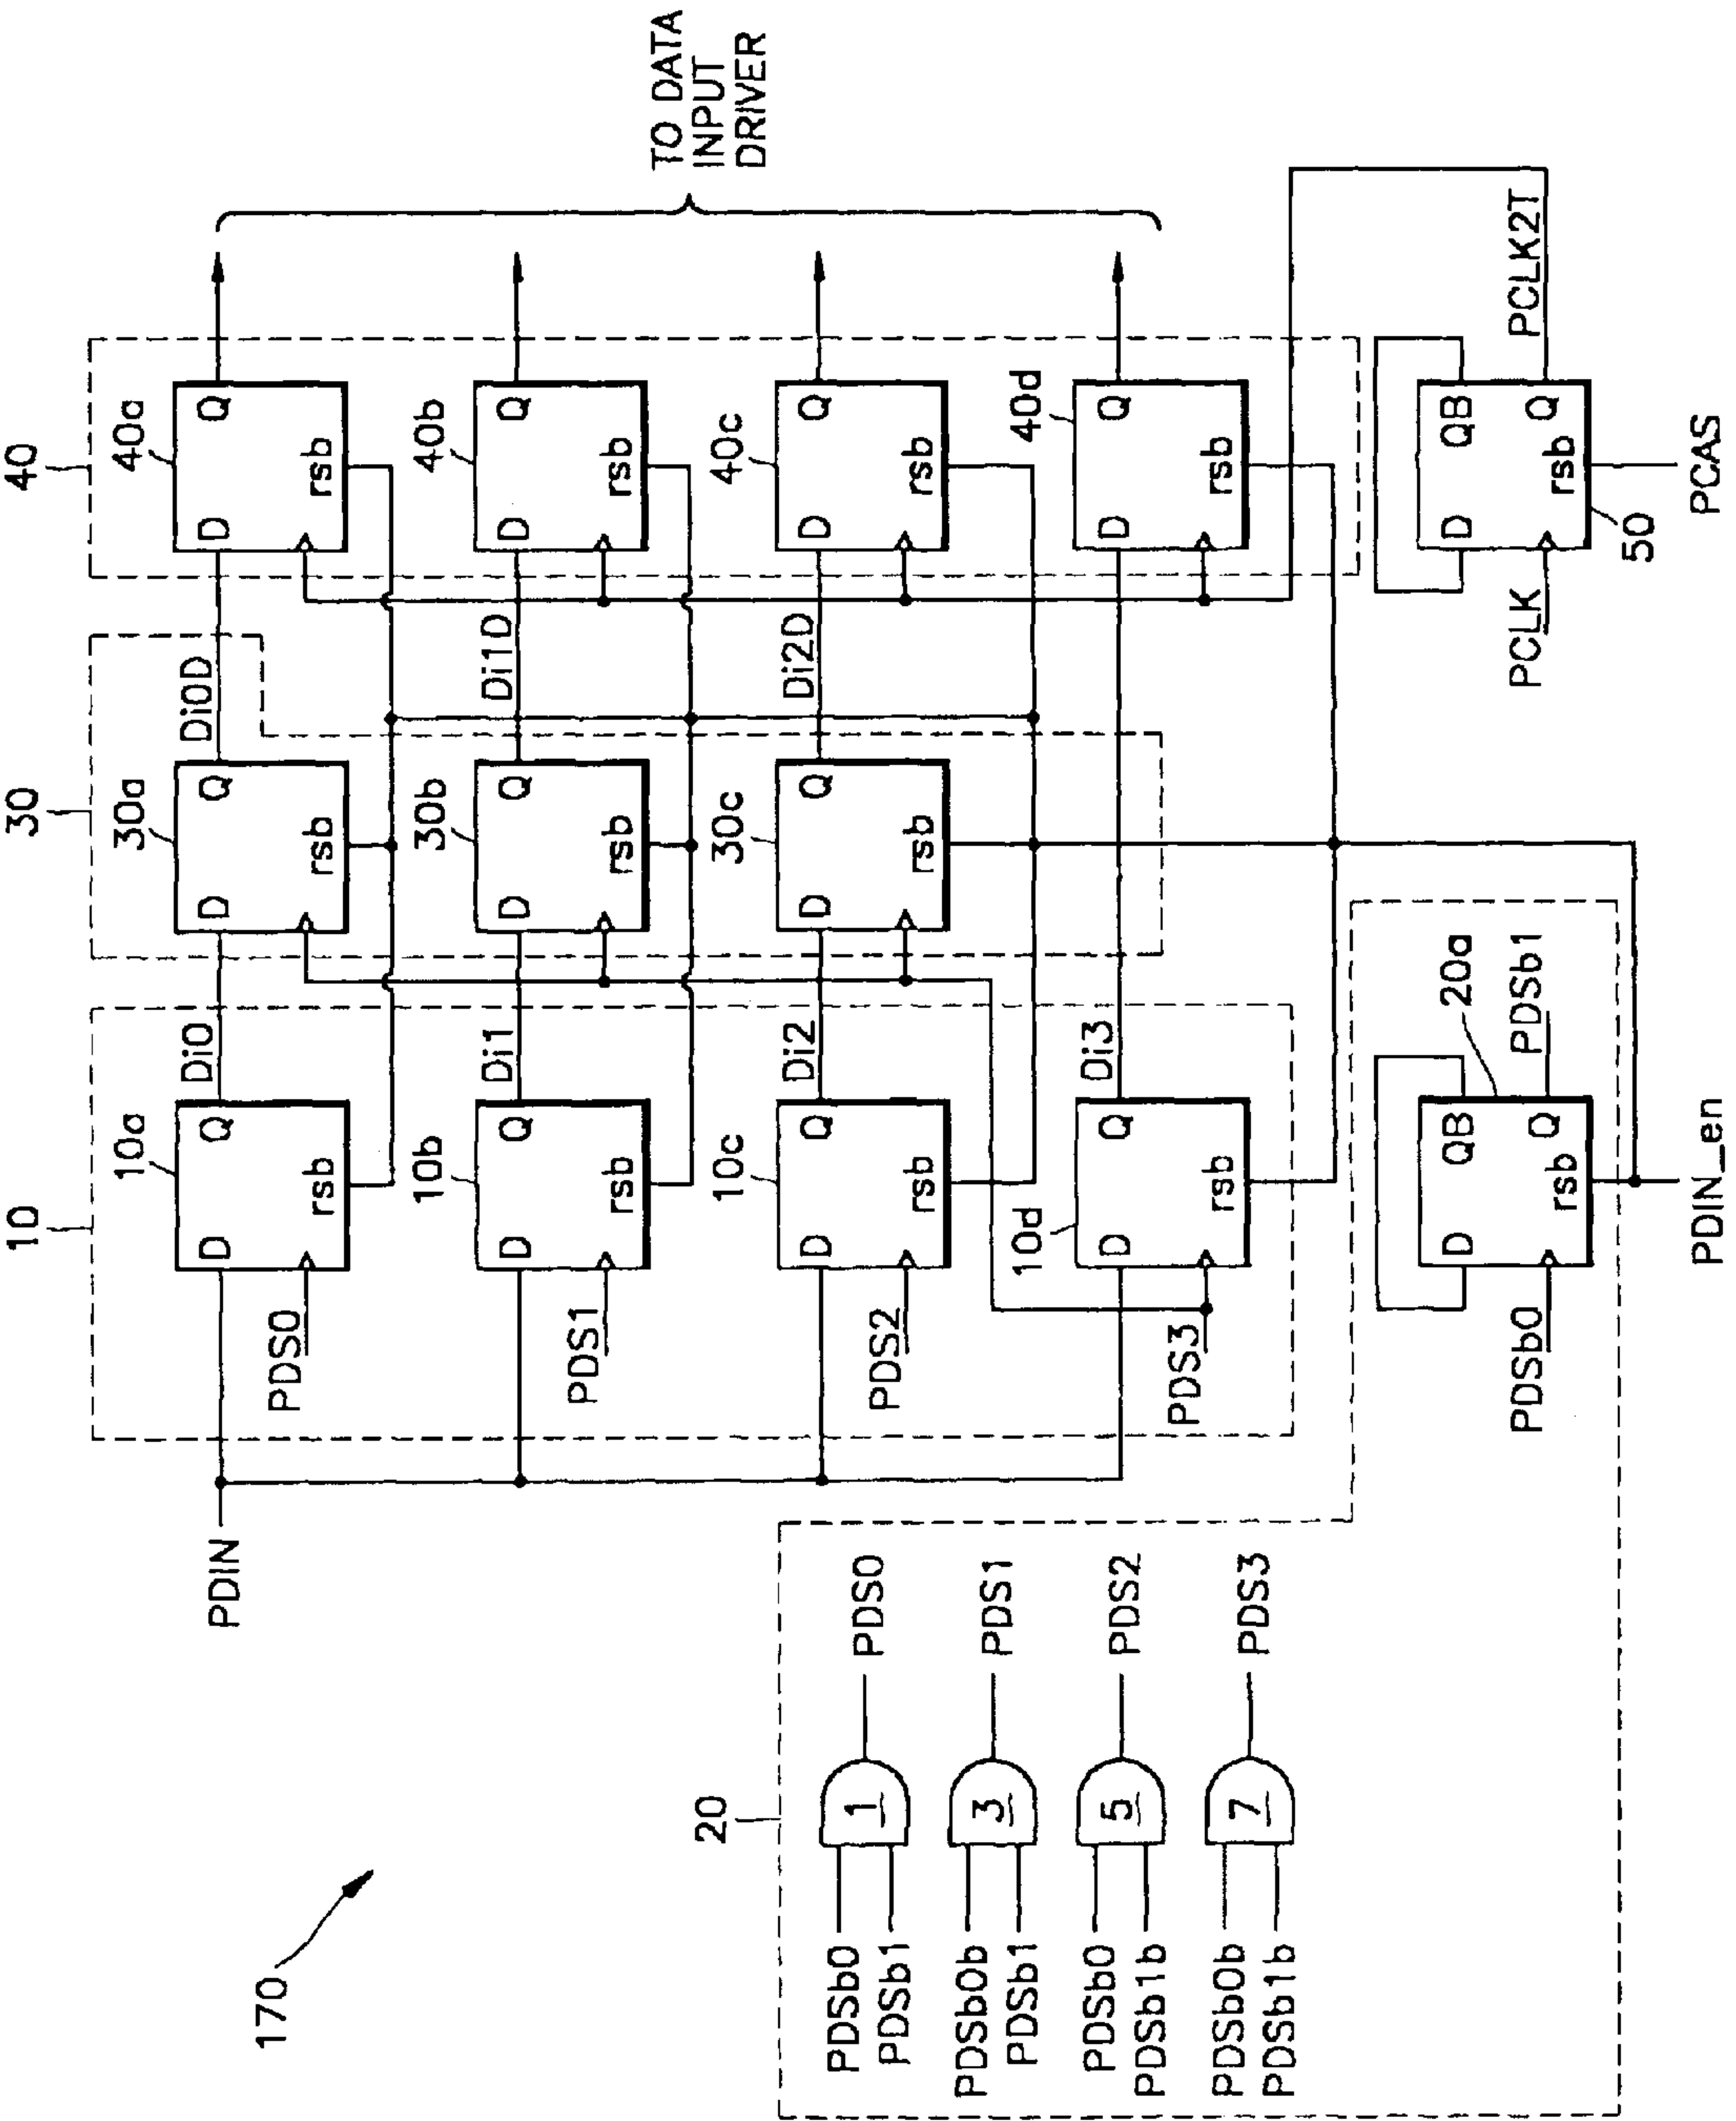 170
10
30
40
PDIN
10a
D
Q
rsb
PDS0
Di0
30a
D
Q
rsb
Di0D
40a
D
Q
rsb
10b
D
Q
rsb
PDS1
Di1
30b
D
Q
rsb
Di1D
40b
D
Q
rsb
10c
D
Q
rsb
PDS2
Di2
30c
D
Q
rsb
Di2D
40c
D
Q
rsb
10d
D
Q
rsb
PDS3
Di3
40d
D
Q
rsb
TO DATA
INPUT
DRIVER
20
PDSb0
PDSb1
1
PDS0
PDSb0b
PDSb1
3
PDS1
PDSb0
PDSb1b
5
PDS2
PDSb0b
PDSb1b
7
PDS3
PDSb0
D
QB
rsb
Q
20a
PDSb1
PDIN_en
PCLK
D
QB
rsb
Q
50
PCLK2T
PCAS